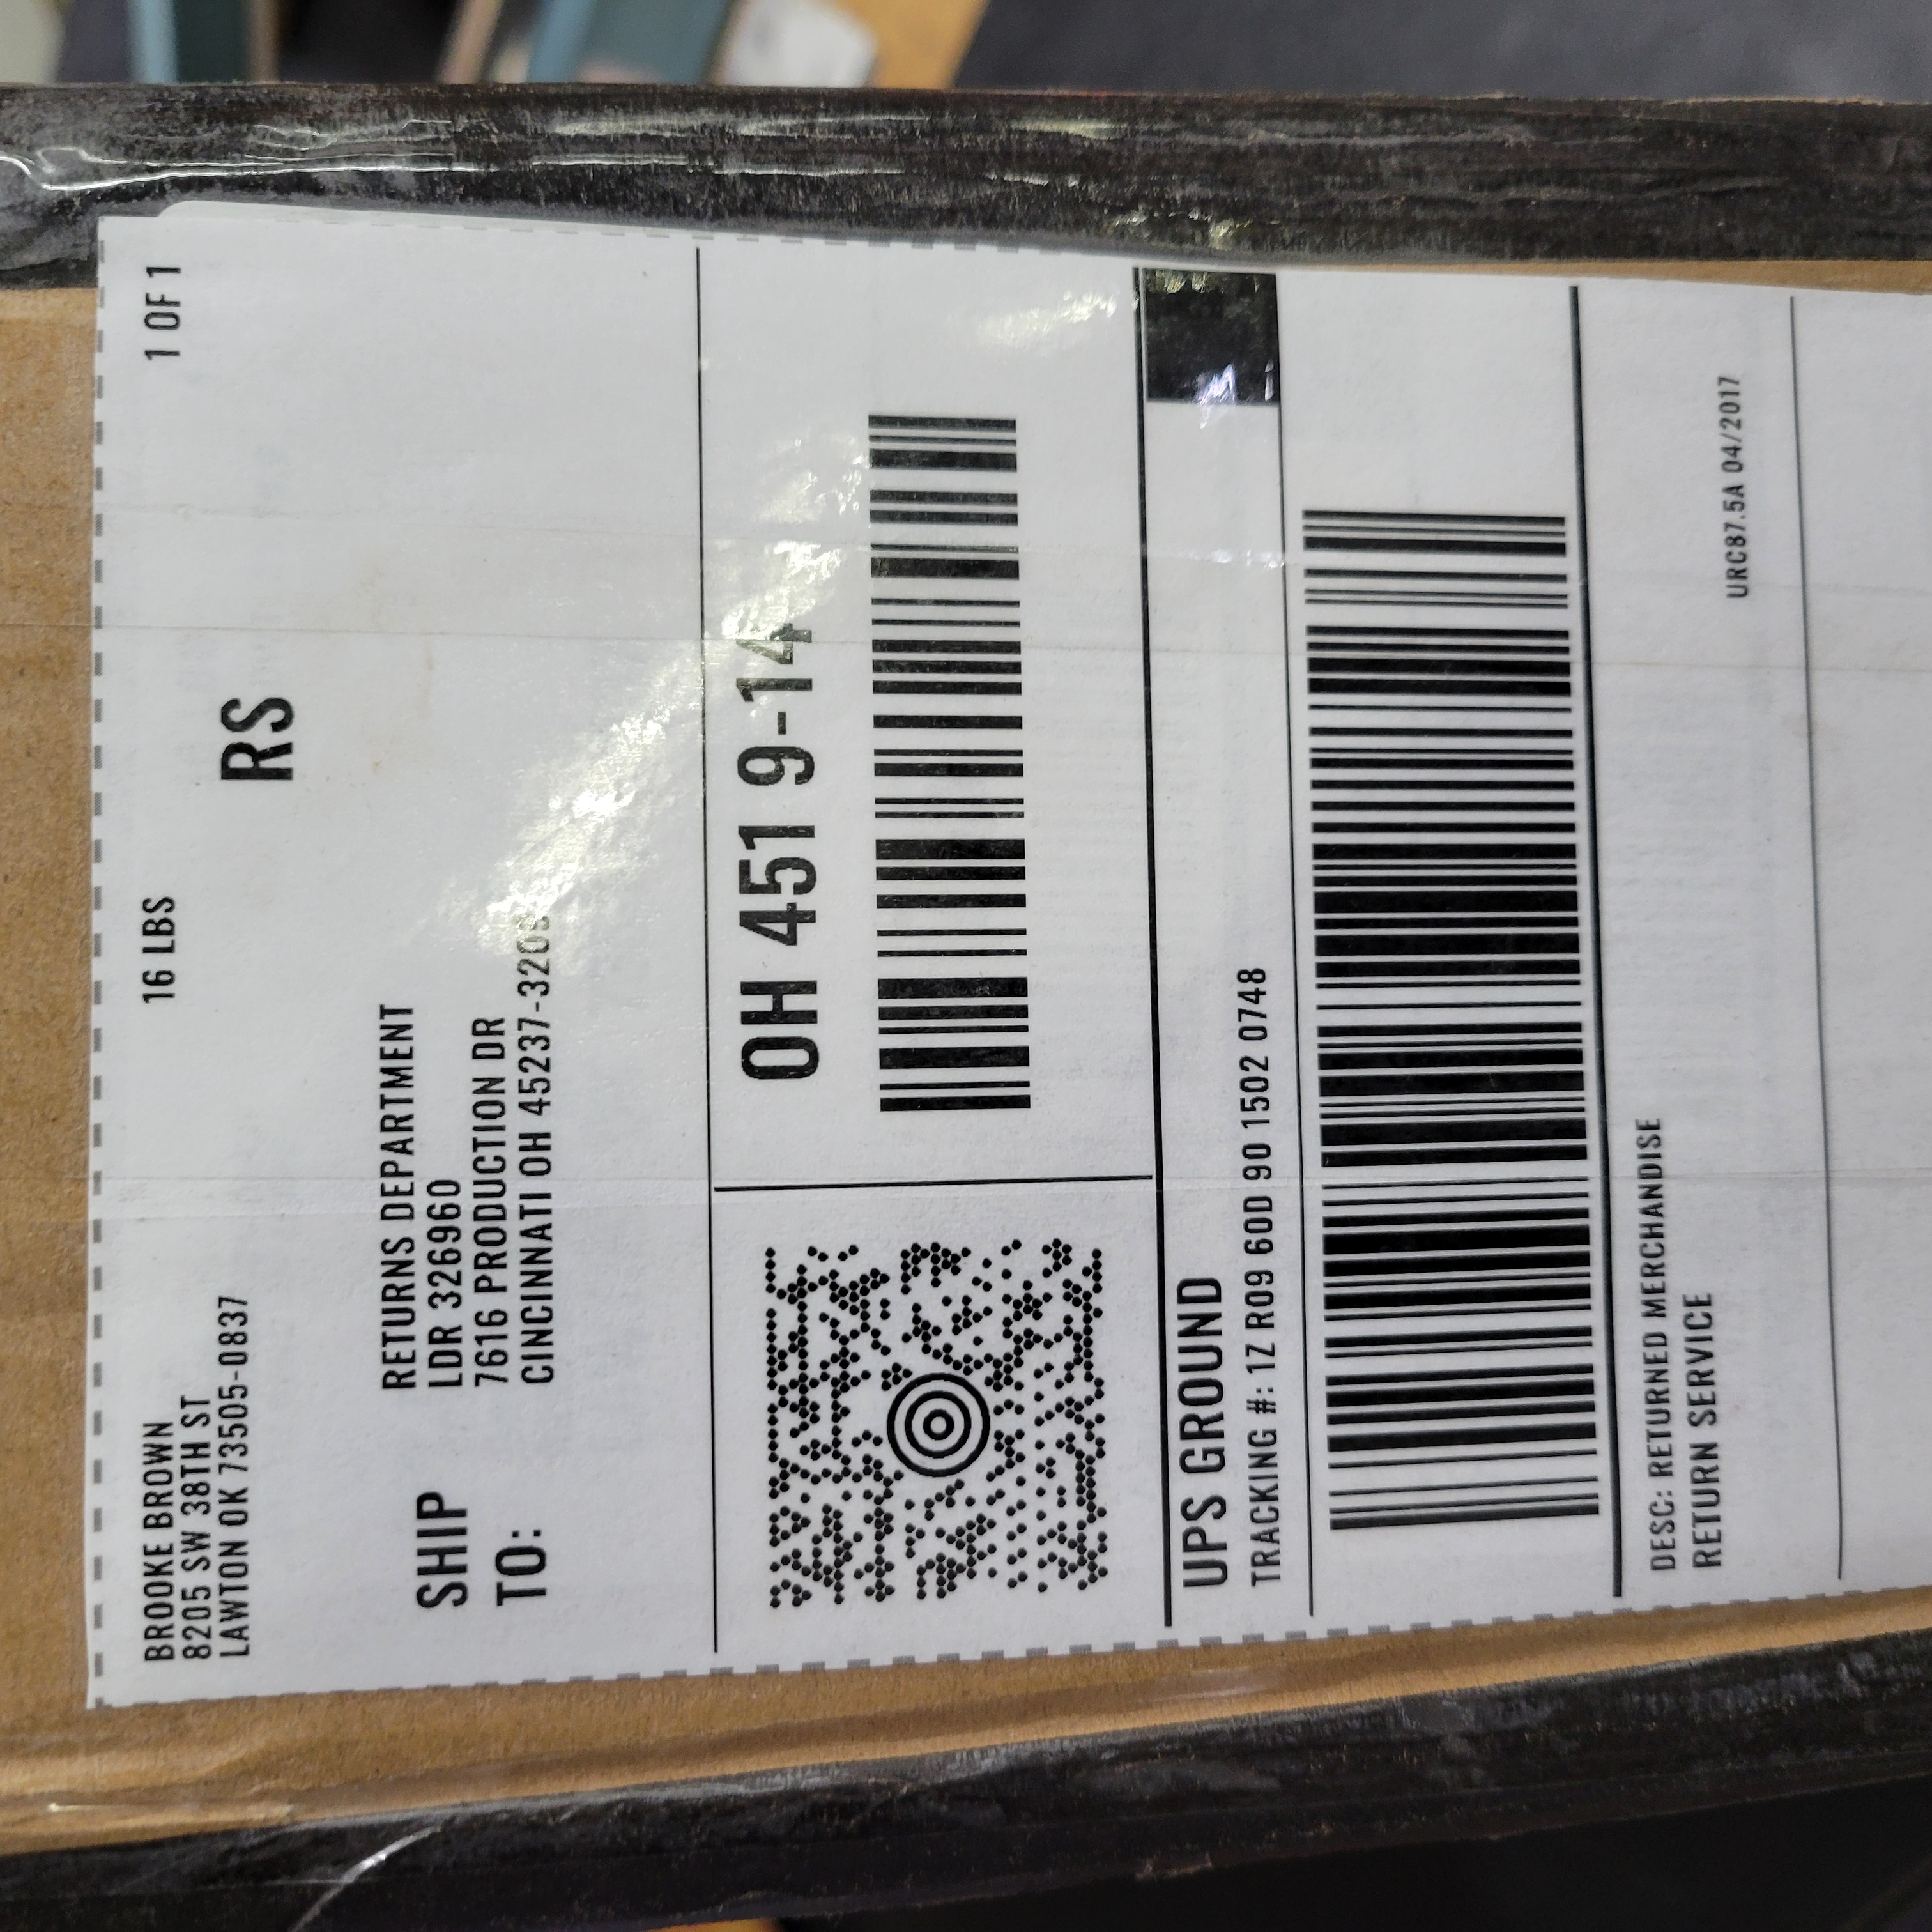 BROOKE BROWN
8205 SW 38TH ST
LAWTON OK 73505-0837
16 LBS
1 OF 1
RS
SHIP
TO:
RETURNS DEPARTMENT
LDR 326960
7616 PRODUCTION DR
CINCINNATI OH
OH 451 9-14
UPS GROUND
TRACKING #: 1Z R09 60D 90 1502 0748
DESC: RETURNED MERCHANDISE
RETURN SERVICE
URC87.5A 04/2017